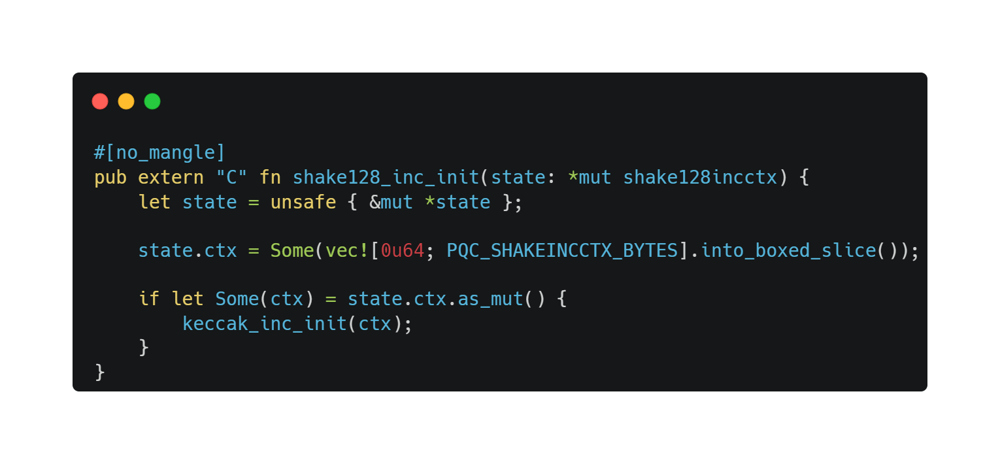 #[no_mangle]
pub extern "C" fn shake128_inc_init(state: *mut shake128incctx) {
    let state = unsafe { &mut *state };

    state.ctx = Some(vec![0u64; PQC_SHAKEINCCTX_BYTES].into_boxed_slice());

    if let Some(ctx) = state.ctx.as_mut() {
        keccak_inc_init(ctx);
    }
}